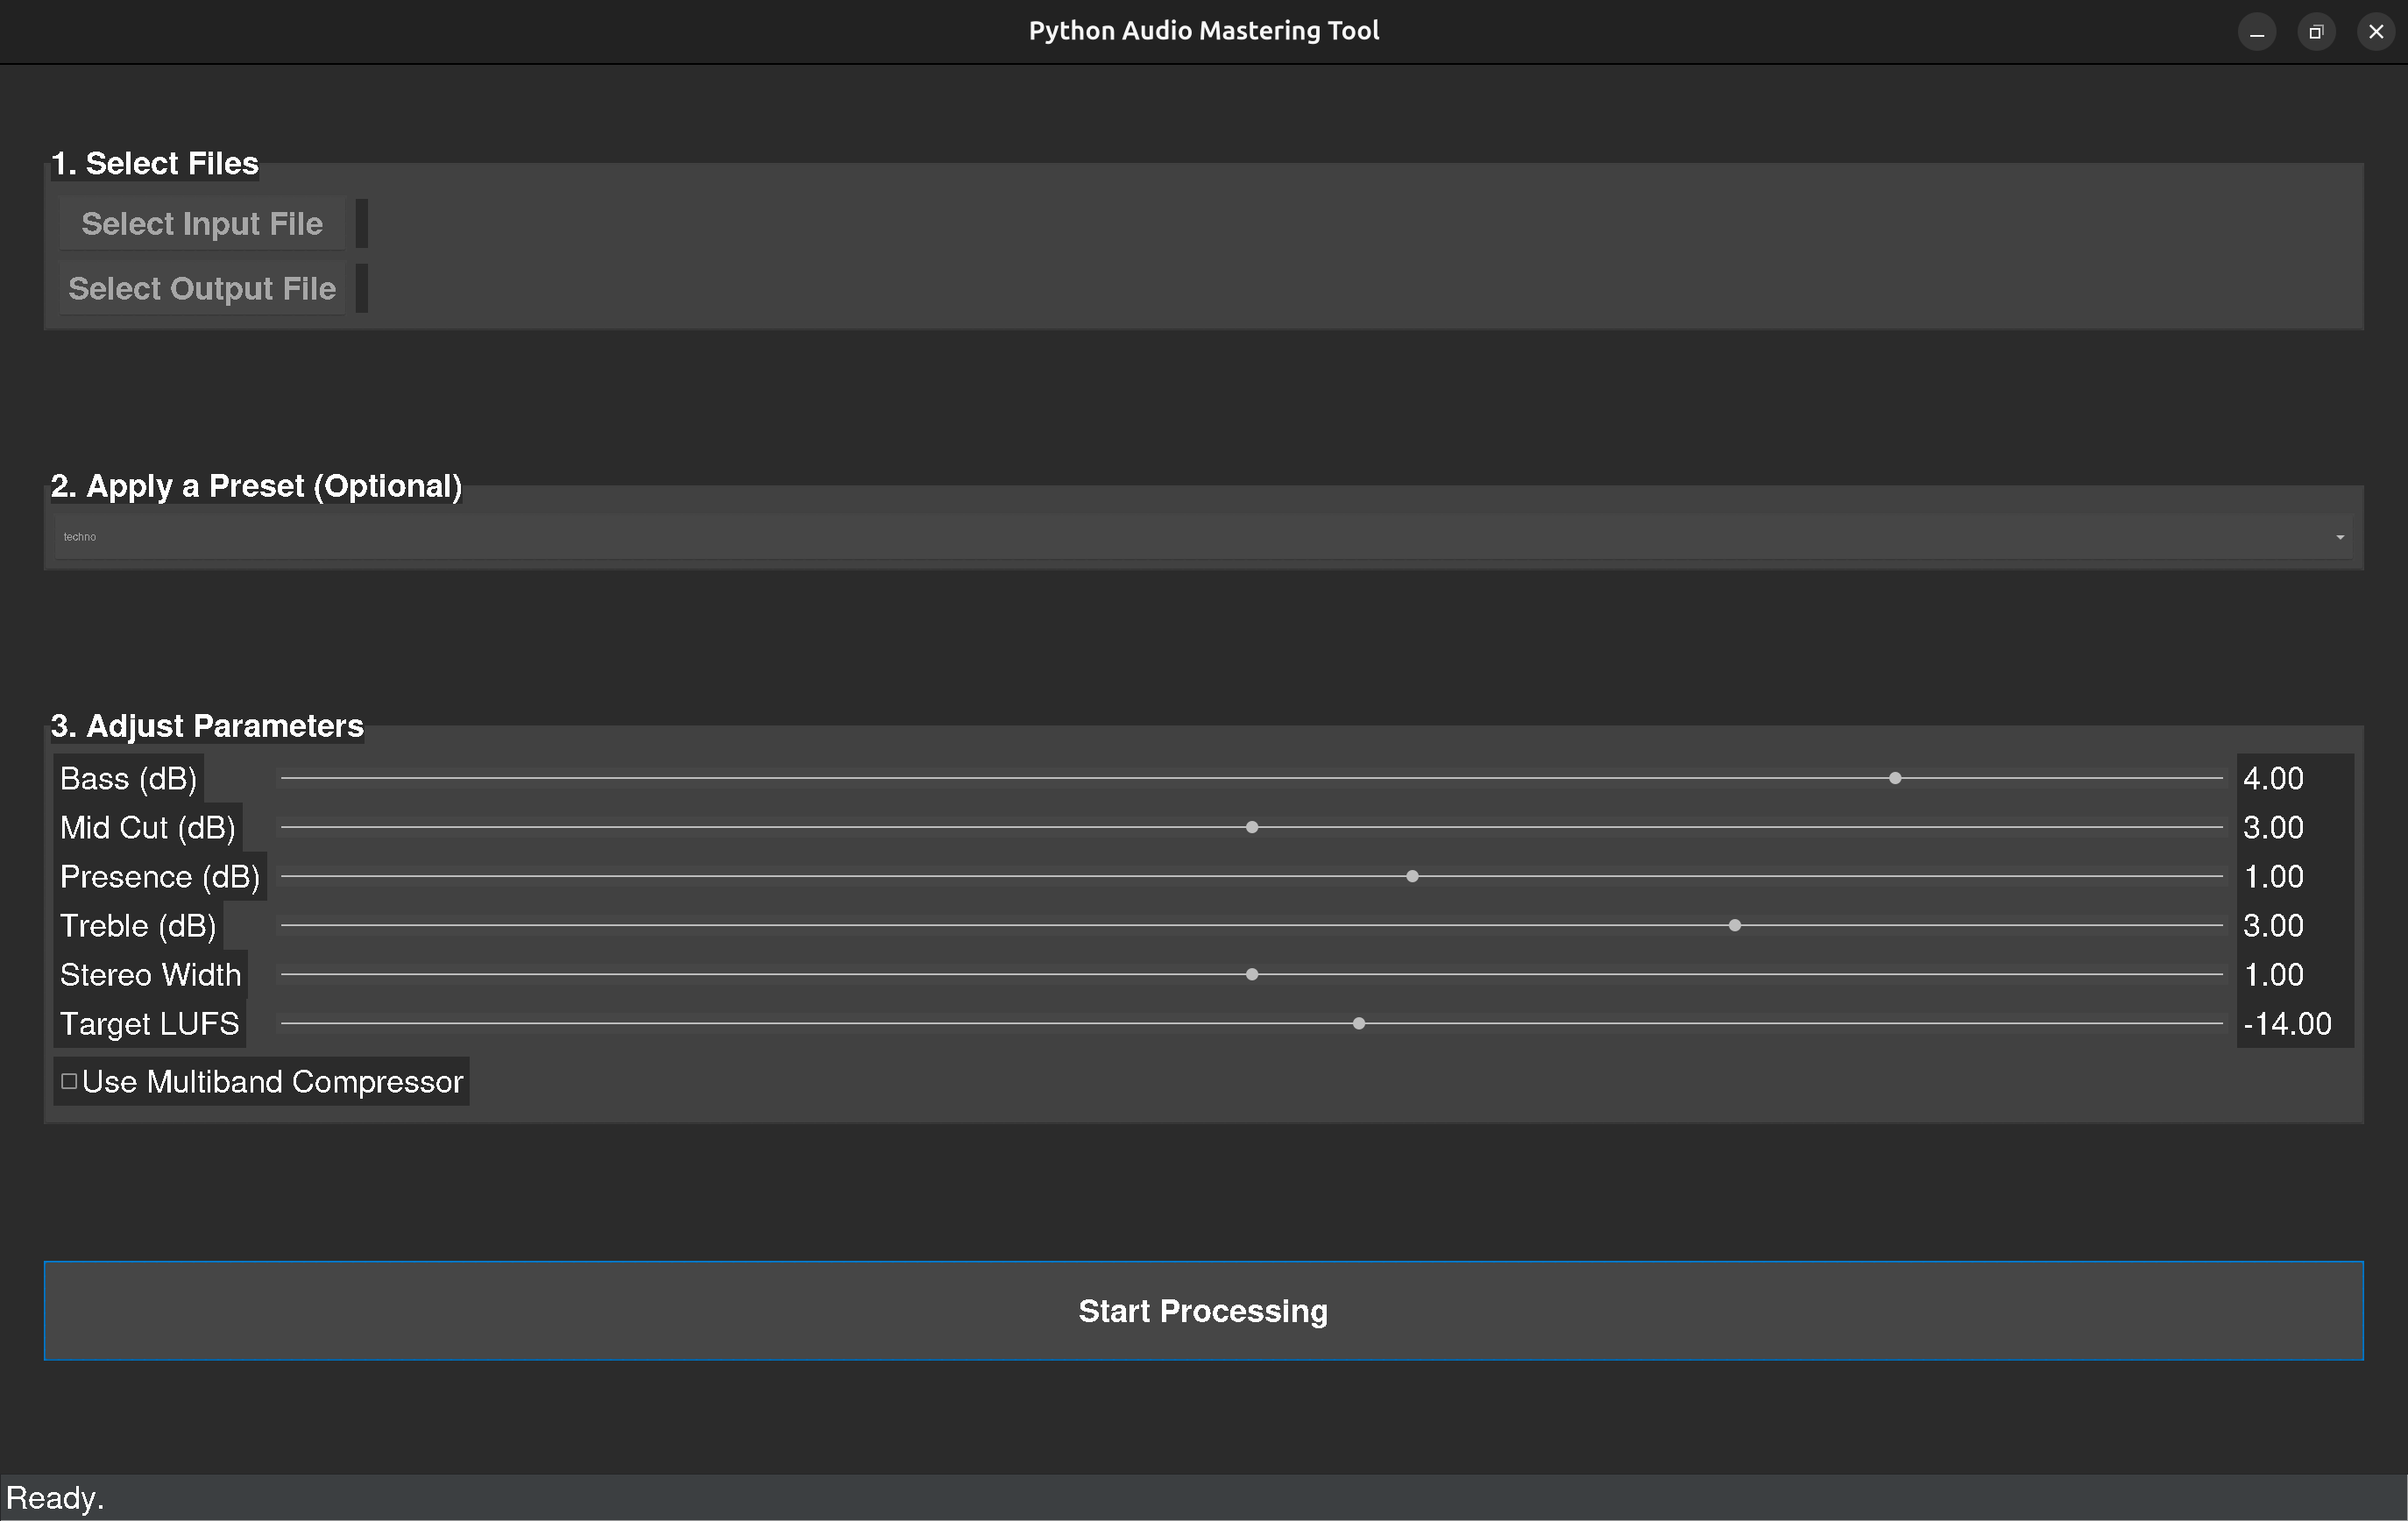 Python Audio Mastering Tool
1. Select Files
Select Input File
Select Output File
2. Apply a Preset (Optional)
techno
3. Adjust Parameters
Bass (dB) 4.00
Mid Cut (dB) 3.00
Presence (dB) 1.00
Treble (dB) 3.00
Stereo Width 1.00
Target LUFS -14.00
Use Multiband Compressor
Start Processing
Ready.